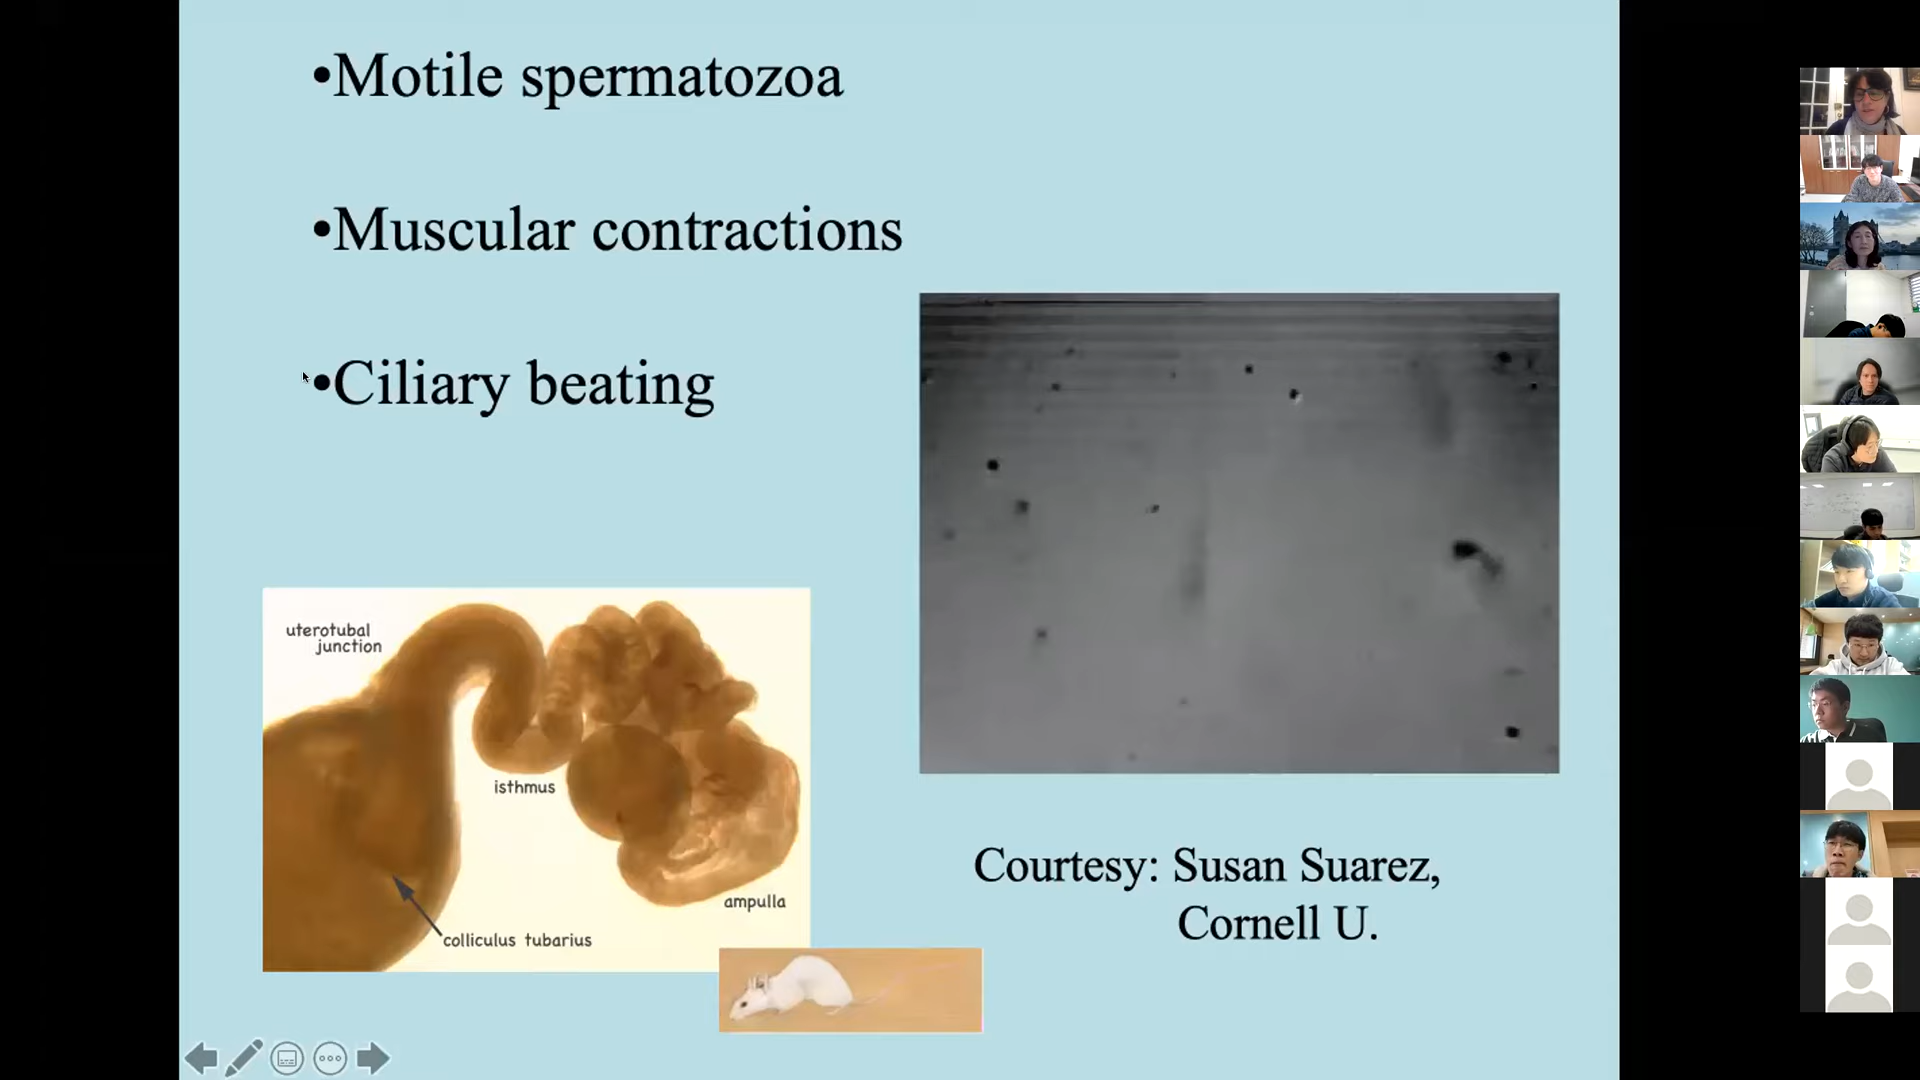 •Motile spermatozoa
•Muscular contractions
•Ciliary beating
uterotubal
junction
isthmus
ampulla
colliculus tubarius
Courtesy: Susan Suarez,
Cornell U.